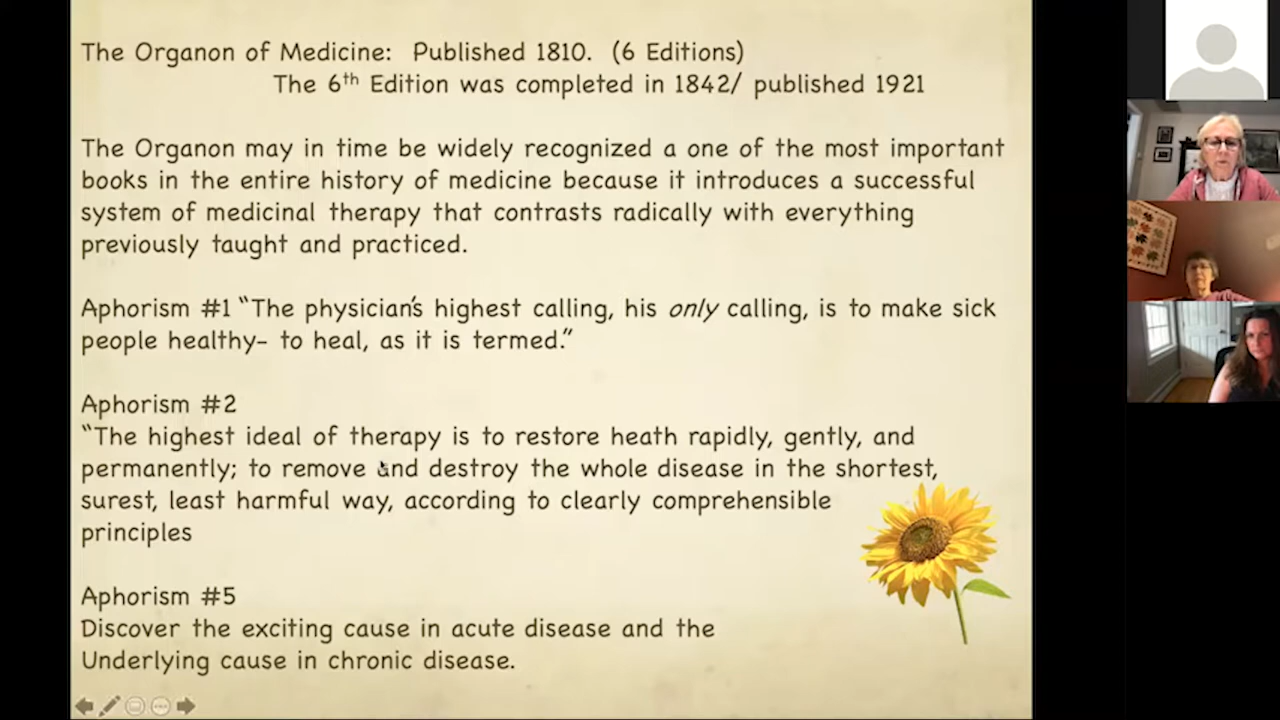 The Organon of Medicine: Published 1810. (6 Editions)
The 6th Edition was completed in 1842/ published 1921
The Organon may in time be widely recognized a one of the most important
books in the entire history of medicine because it introduces a successful
system of medicinal therapy that contrasts radically with everything
previously taught and practiced.
Aphorism #1 “The physician’s highest calling, his only calling, is to make sick
people healthy– to heal, as it is termed.”
Aphorism #2
“The highest ideal of therapy is to restore heath rapidly, gently, and
permanently; to remove and destroy the whole disease in the shortest,
surest, least harmful way, according to clearly comprehensible
principles
Aphorism #5
Discover the exciting cause in acute disease and the
Underlying cause in chronic disease.